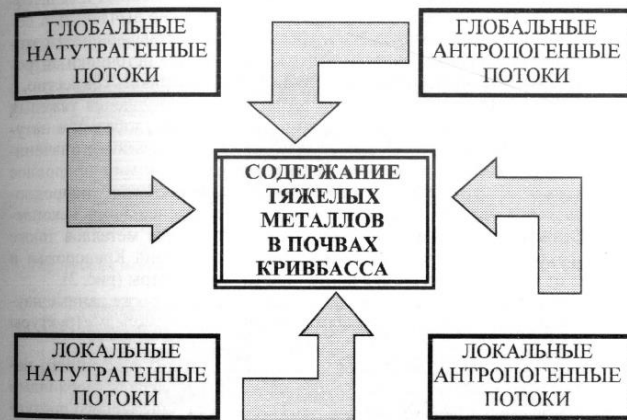 ГЛОБАЛЬНЫЕ
НАТУТРАГЕННЫЕ
ПОТОКИ
ГЛОБАЛЬНЫЕ
АНТРОПОГЕННЫЕ
ПОТОКИ
СОДЕРЖАНИЕ
ТЯЖЕЛЫХ
МЕТАЛЛОВ
В ПОЧВАХ
КРИВБАССА
ЛОКАЛЬНЫЕ
НАТУТРАГЕННЫЕ
ПОТОКИ
ЛОКАЛЬНЫЕ
АНТРОПОГЕННЫЕ
ПОТОКИ